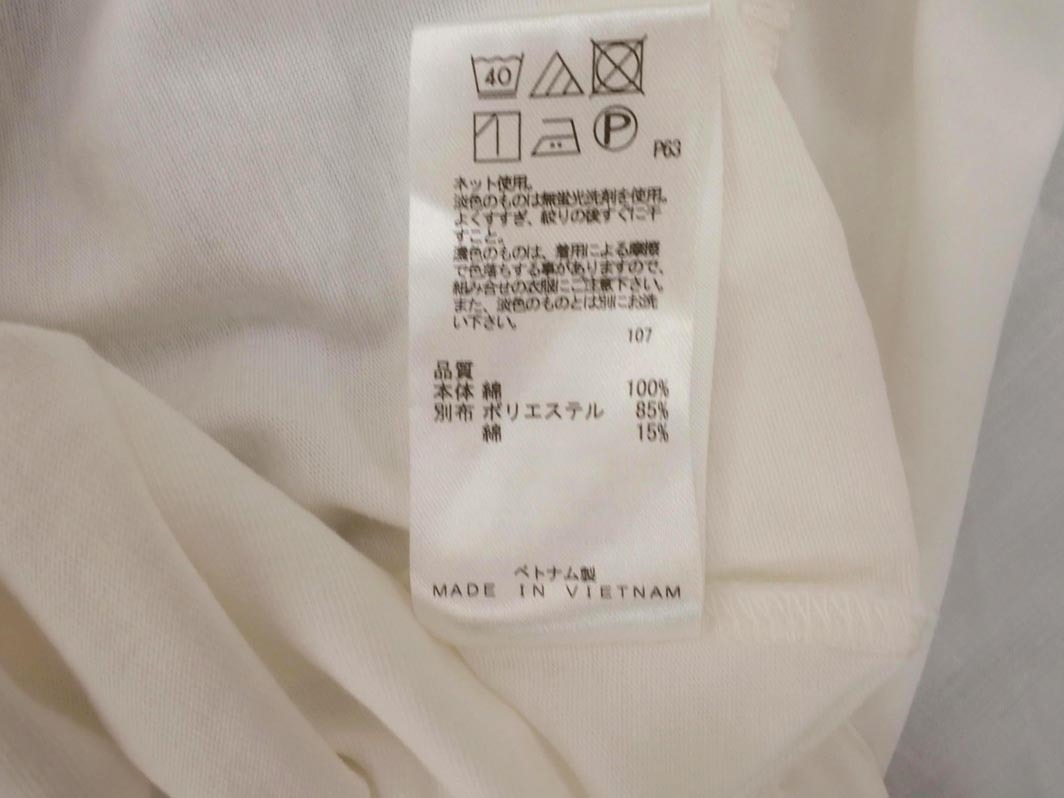 40
P P63
ネット使用。
淡色のものは無蛍光洗剤を使用。
よくすすぎ、絞りの後すぐに干
すこと。
濃色のものは、着用による摩擦
で色落ちする事がありますので、
組み合せの衣服にご注意下さい。
また、淡色のものとは別にお洗
い下さい。
107
品質
本体 綿 100%
別布 ポリエステル 85%
綿 15%
ベトナム製
MADE IN VIETNAM